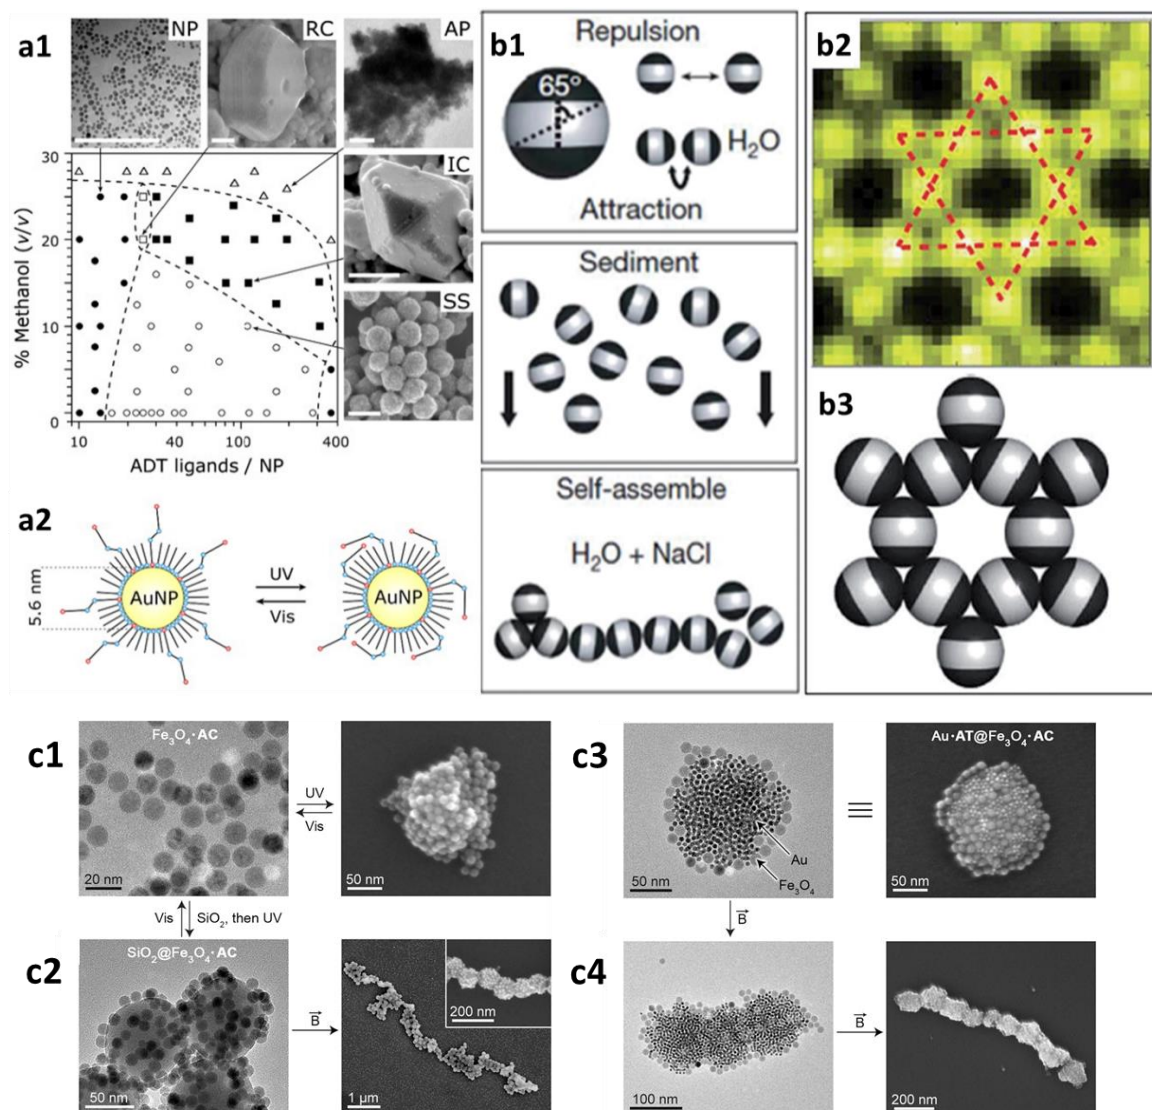 a1
NP
RC
AP
IC
SS
30
20
10
0
% Methanol (v/v)
10
40
100
400
ADT ligands / NP
a2
5.6 nm
AuNP
UV
Vis
AuNP
b1
Repulsion
65°
H₂O
Attraction
Sediment
Self-assemble
H₂O + NaCl
b2
b3
c1
Fe₃O₄·AC
20 nm
UV
Vis
50 nm
Vis
SiO₂, then UV
c2
SiO₂@Fe₃O₄·AC
50 nm
B
200 nm
1 µm
c3
Au
Fe₃O₄
50 nm
≡
Au·AT@Fe₃O₄·AC
50 nm
B
c4
100 nm
B
200 nm